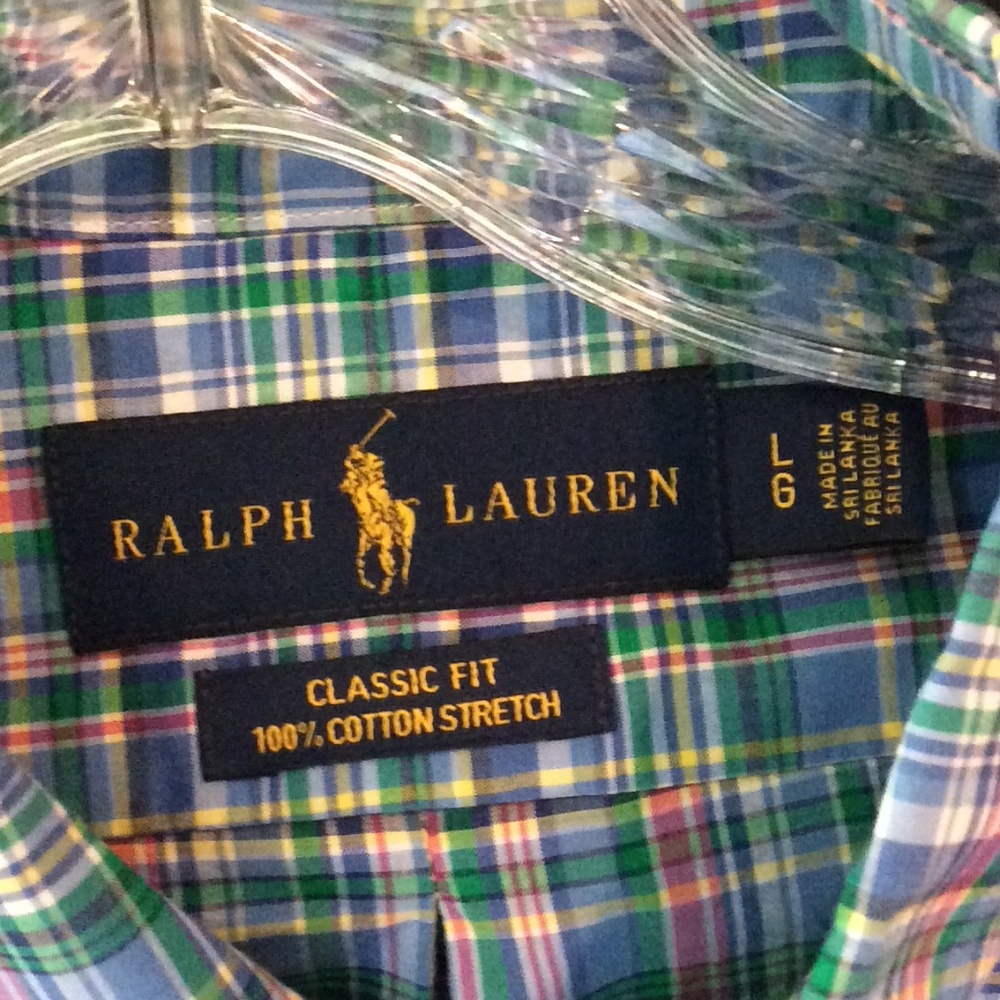 RALPH LAUREN
L
G
MADE IN
SRI LANKA
FABRIQUÉ AU
SRI LANKA
CLASSIC FIT
100% COTTON STRETCH